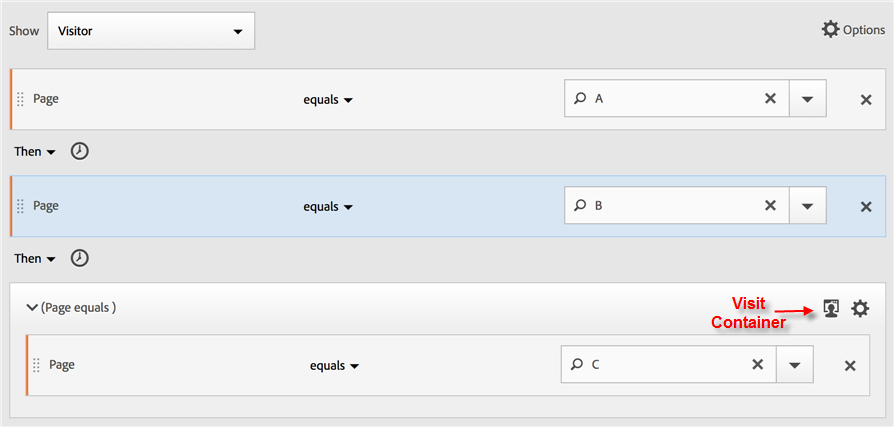 Show Visitor Options
Page equals A
Then
Page equals B
Then
(Page equals )
Visit
Container
Page equals C